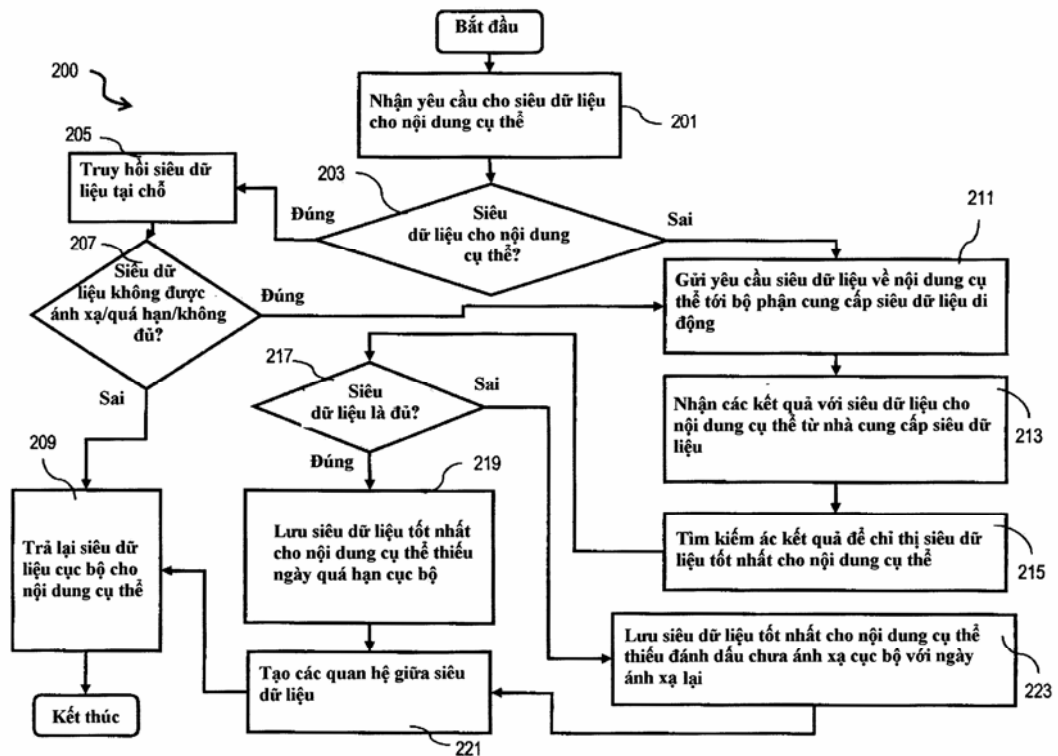 Bắt đầu
200
Nhận yêu cầu cho siêu dữ liệu
cho nội dung cụ thể
201
205
Truy hồi siêu dữ
liệu tại chỗ
203
Siêu
dữ liệu cho nội dung
cụ thể?
Đúng
Sai
207
Siêu dữ
liệu không được
ánh xạ/quá hạn/không
đủ?
Đúng
Sai
211
Gửi yêu cầu siêu dữ liệu về nội dung cụ
thể tới bộ phận cung cấp siêu dữ liệu di
động
Nhận các kết quả với siêu dữ liệu cho
nội dung cụ thể từ nhà cung cấp siêu dữ
liệu
213
Tìm kiếm ác kết quả để chỉ thị siêu dữ
liệu tốt nhất cho nội dung cụ thể
215
217
Siêu
dữ liệu là đủ?
Sai
Đúng
219
Lưu siêu dữ liệu tốt nhất
cho nội dung cụ thể thiếu
ngày quá hạn cục bộ
Lưu siêu dữ liệu tốt nhất cho nội dung cụ thể
thiếu đánh dấu chưa ánh xạ cục bộ với ngày
ánh xạ lại
223
Tạo các quan hệ giữa siêu
dữ liệu
221
209
Trả lại siêu dữ
liệu cục bộ cho
nội dung cụ thể
Kết thúc